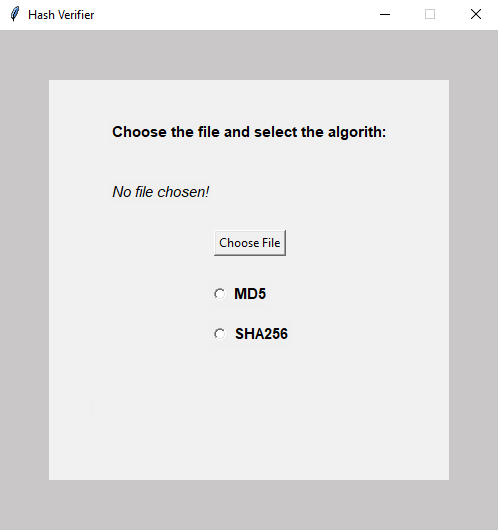 Hash Verifier
Choose the file and select the algorith:
No file chosen!
Choose File
MD5
SHA256